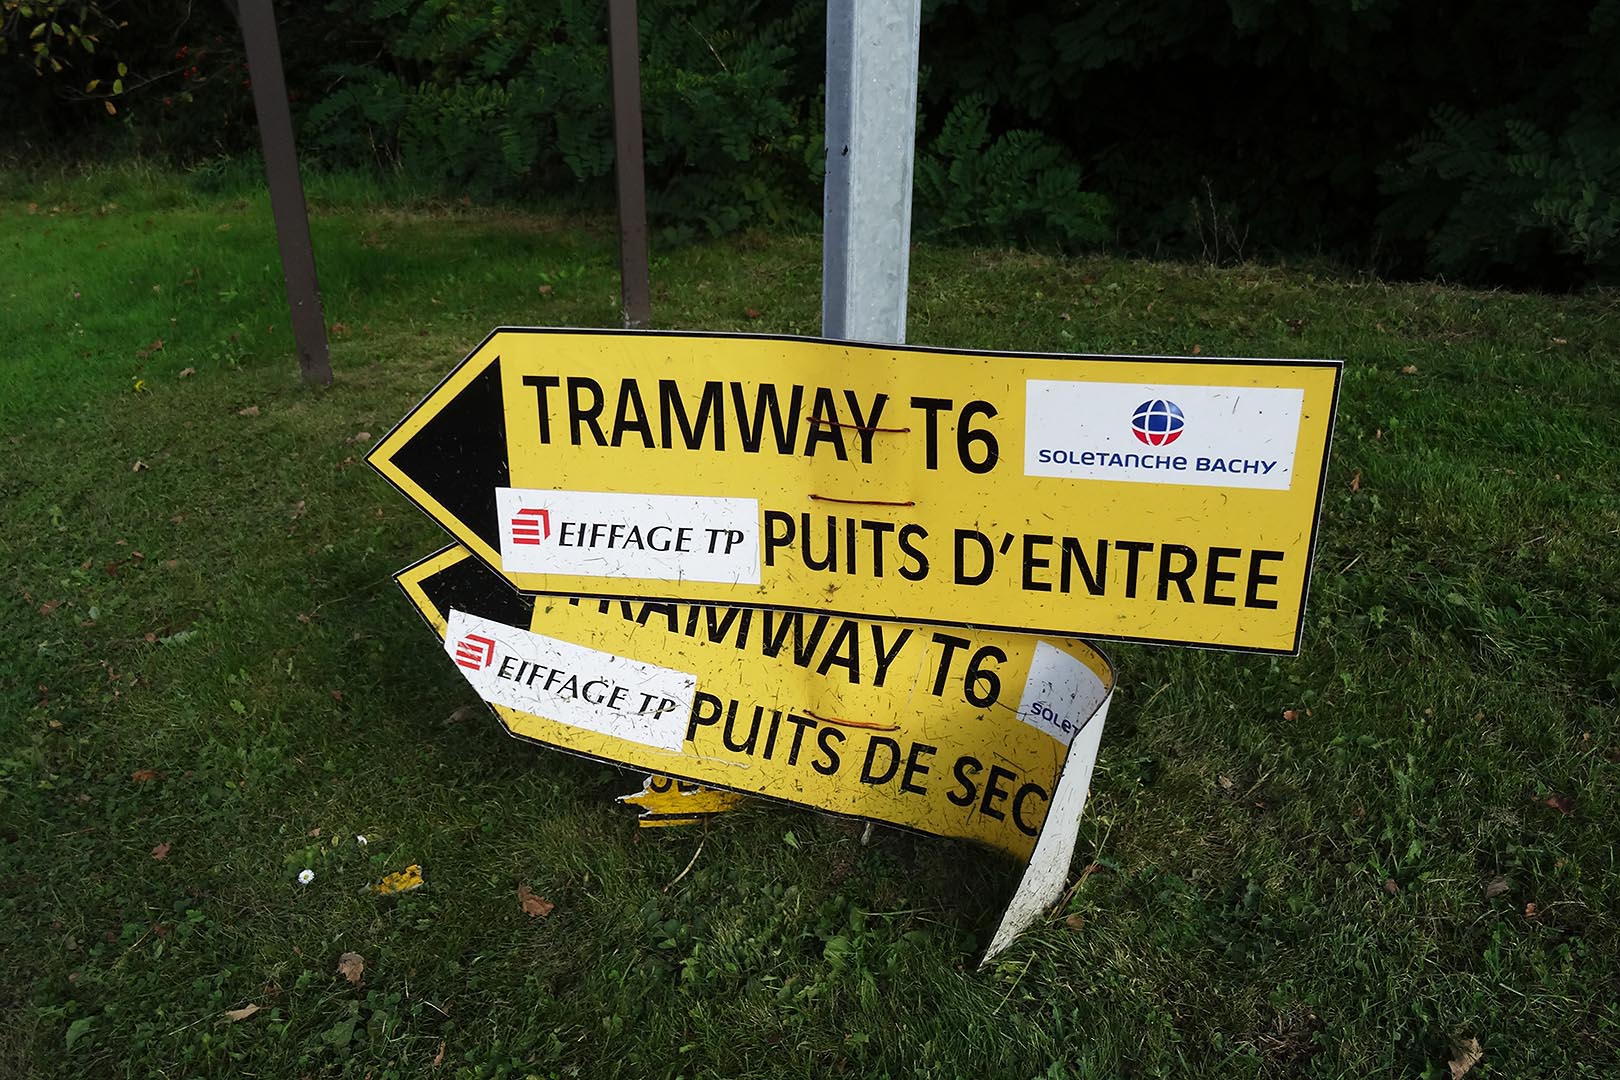 TRAMWAY T6
SOLETANCHE BACHY
EIFFAGE TP
PUITS D'ENTREE
TRAMWAY T6
EIFFAGE TP
PUITS DE SEC